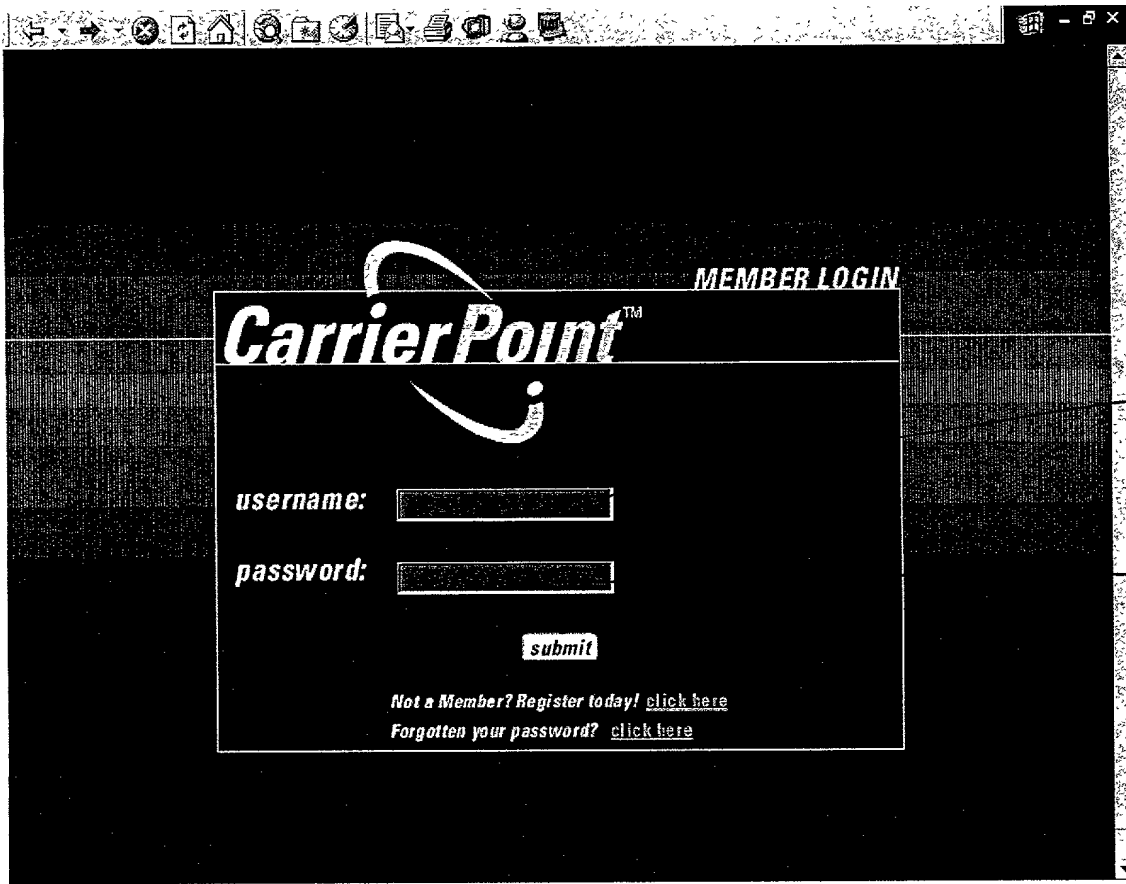 MEMBER LOGIN
CarrierPoint™
username:
password:
submit
Not a Member? Register today! click here
Forgotten your password? click here